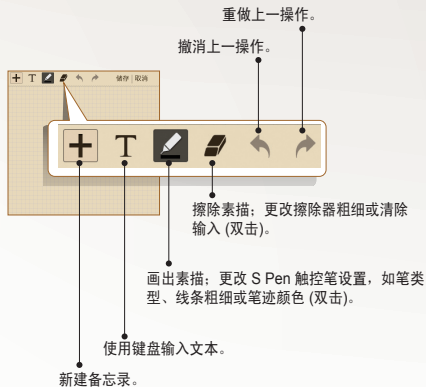 重做上一操作。
撤消上一操作。
T 储存 | 取消
T
擦除素描；更改擦除器粗细或清除
输入 (双击)。
画出素描；更改 S Pen 触控笔设置，如笔类
型、线条粗细或笔迹颜色 (双击)。
使用键盘输入文本。
新建备忘录。